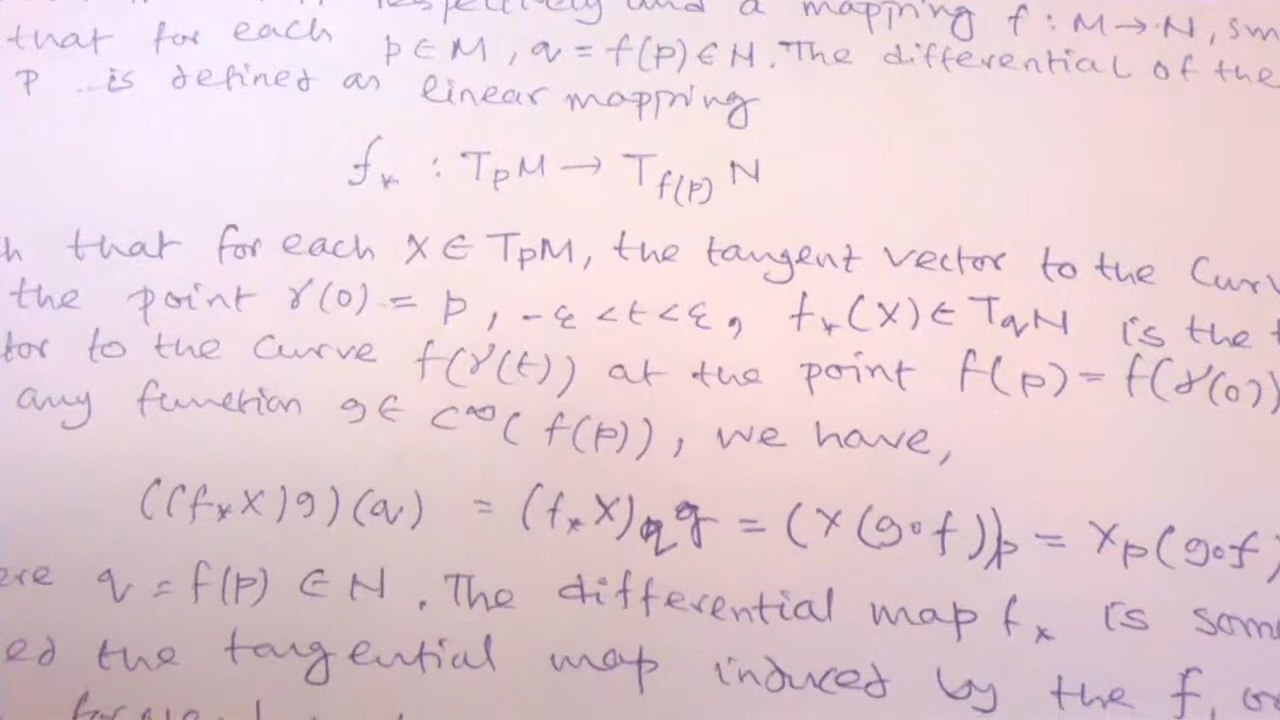 respectively and a mapping f : M → N, sm
that for each p ∈ M, q = f(p) ∈ N. The differential of the
p is defined as linear mapping
f* : TpM → Tf(p) N
h that for each X ∈ TpM, the tangent vector to the Curv
the point γ(0) = p, -ε < t < ε, f*(X) ∈ TqN is the t
tor to the Curve f(γ(t)) at the point f(p) = f(γ(0))
any function g ∈ C∞(f(p)), we have,
((f*X)g)(q) = (f*X)q g = (X(g∘f))p = Xp(g∘f)
ere q = f(p) ∈ N. The differential map f* is som
ed the tangential map induced by the f, or